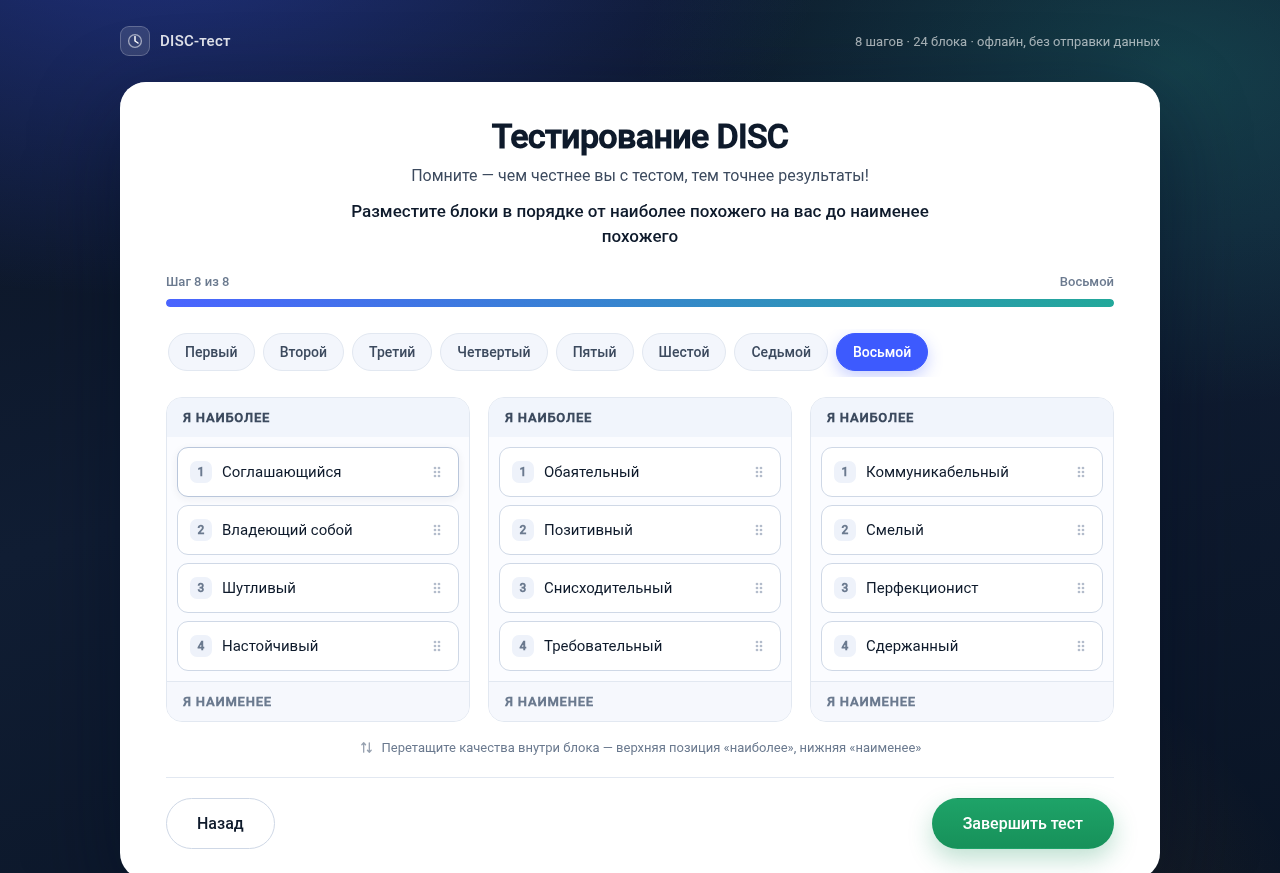 DISC-тест
8 шагов · 24 блока · офлайн, без отправки данных
Тестирование DISC
Помните — чем честнее вы с тестом, тем точнее результаты!
Разместите блоки в порядке от наиболее похожего на вас до наименее
похожего
Шаг 8 из 8
Восьмой
Первый
Второй
Третий
Четвертый
Пятый
Шестой
Седьмой
Восьмой
Я НАИБОЛЕЕ
1 Соглашающийся
2 Владеющий собой
3 Шутливый
4 Настойчивый
Я НАИМЕНЕЕ
Я НАИБОЛЕЕ
1 Обаятельный
2 Позитивный
3 Снисходительный
4 Требовательный
Я НАИМЕНЕЕ
Я НАИБОЛЕЕ
1 Коммуникабельный
2 Смелый
3 Перфекционист
4 Сдержанный
Я НАИМЕНЕЕ
Перетащите качества внутри блока — верхняя позиция «наиболее», нижняя «наименее»
Назад
Завершить тест